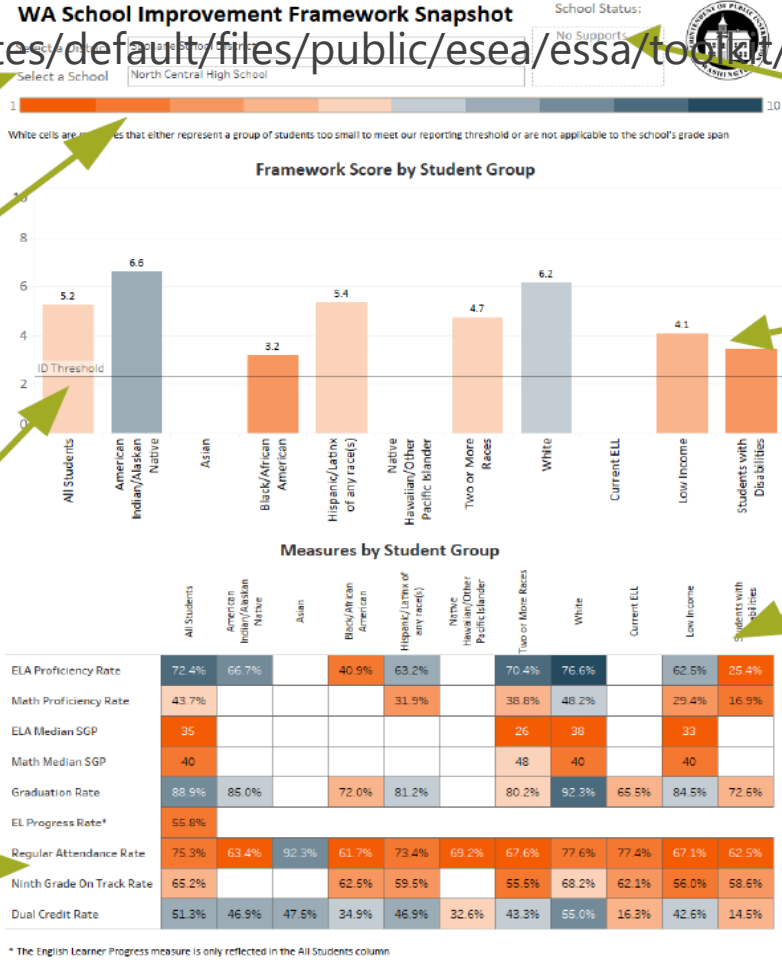 WA School Improvement Framework Snapshot
School Status:
No Supports
tes/default/files/public/esea/essa/toolkit/
Select a District
Spokane School District
Select a School
North Central High School
1
10
White cells are that either represent a group of students too small to meet our reporting threshold or are not applicable to the school's grade span
Framework Score by Student Group
10
8
6
4
2
0
ID Threshold
5.2
6.6
3.2
5.4
4.7
6.2
4.1
All Students
American
Indian/Alaskan
Native
Asian
Black/African
American
Hispanic/Latinx
of any race(s)
Native
Hawaiian/Other
Pacific Islander
Two or More
Races
White
Current ELL
Low Income
Students with
Disabilities
Measures by Student Group
All Students
American
Indian/Alaskan
Native
Asian
Black/African
American
Hispanic/Latinx of
any race(s)
Native
Hawaiian/Other
Pacific Islander
Two or More Races
White
Current ELL
Low Income
Students with
ELA Proficiency Rate 72.4% 66.7% 40.9% 63.2% 70.4% 76.6% 62.5% 25.4%
Math Proficiency Rate 43.7% 31.9% 38.8% 48.2% 29.4% 16.9%
ELA Median SGP 35 26 38 33
Math Median SGP 40 48 40 40
Graduation Rate 88.9% 85.0% 72.0% 81.2% 80.2% 92.3% 65.5% 84.5% 72.6%
EL Progress Rate* 55.8%
Regular Attendance Rate 75.3% 63.4% 92.3% 61.7% 73.4% 69.2% 67.6% 77.6% 77.4% 67.1% 62.5%
Ninth Grade On Track Rate 65.2% 62.5% 59.5% 55.5% 68.2% 62.1% 56.0% 58.6%
Dual Credit Rate 51.3% 46.9% 47.5% 34.9% 46.9% 32.6% 43.3% 55.0% 16.3% 42.6% 14.5%
* The English Learner Progress measure is only reflected in the All Students column